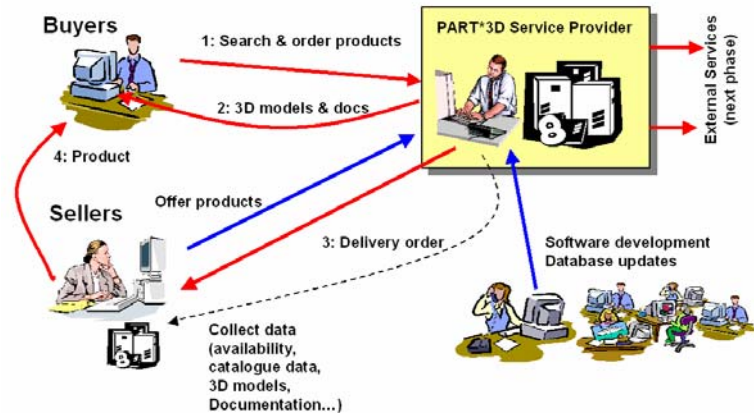 Buyers
PART*3D Service Provider
1: Search & order products
2: 3D models & docs
External Services
(next phase)
4: Product
Offer products
Sellers
3: Delivery order
Software development
Database updates
Collect data
(availability,
catalogue data,
3D models,
Documentation...)